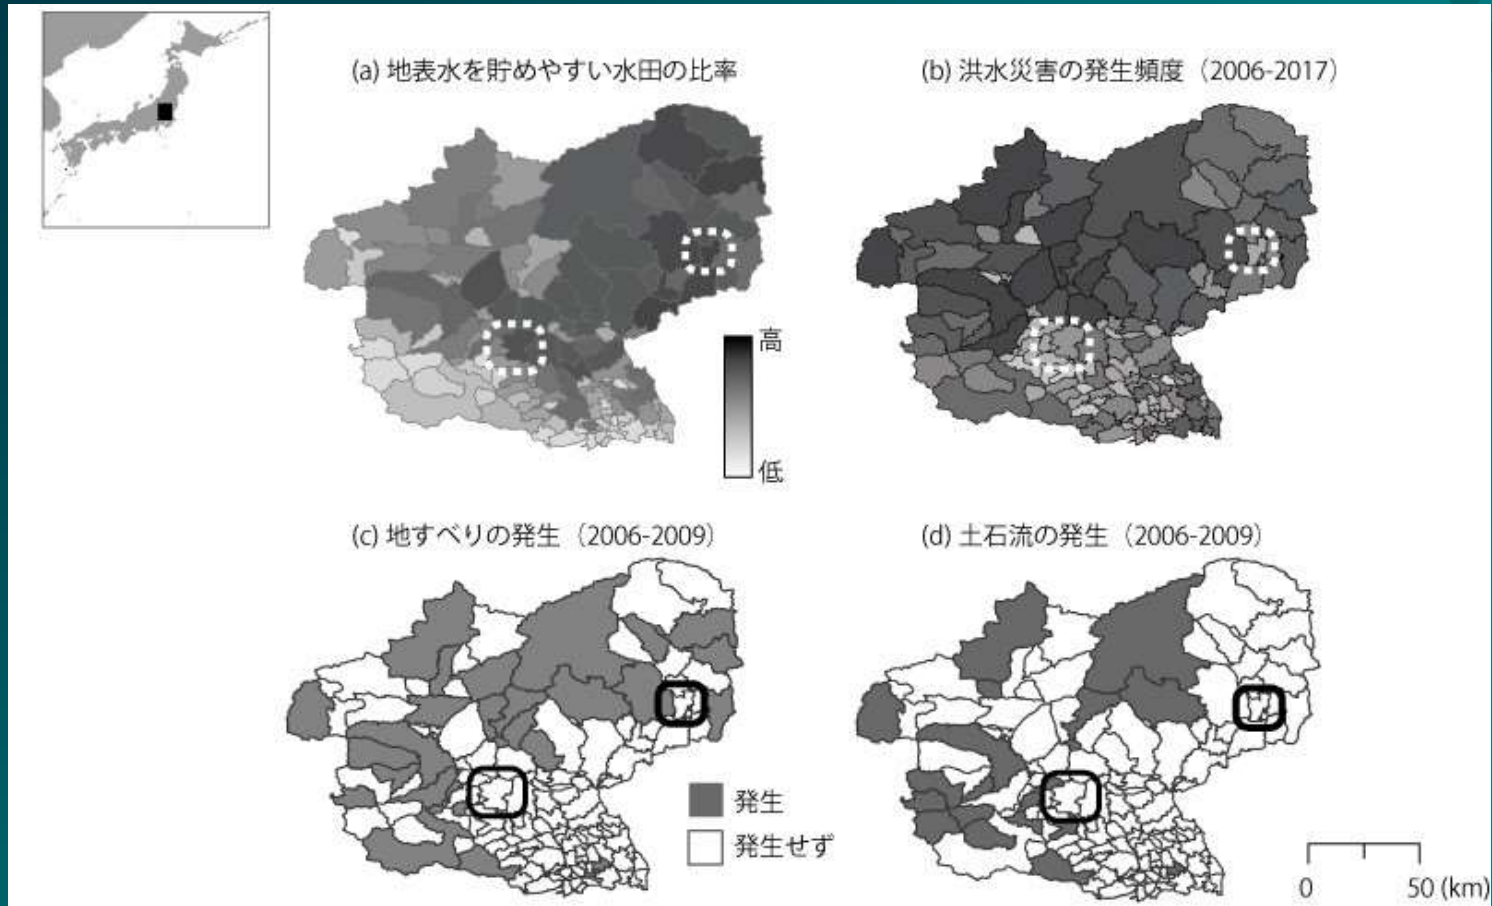 (a) 地表水を貯めやすい水田の比率
(b) 洪水災害の発生頻度（2006-2017）
高
低
(c) 地すべりの発生（2006-2009）
(d) 土石流の発生（2006-2009）
発生
発生せず
0 50 (km)